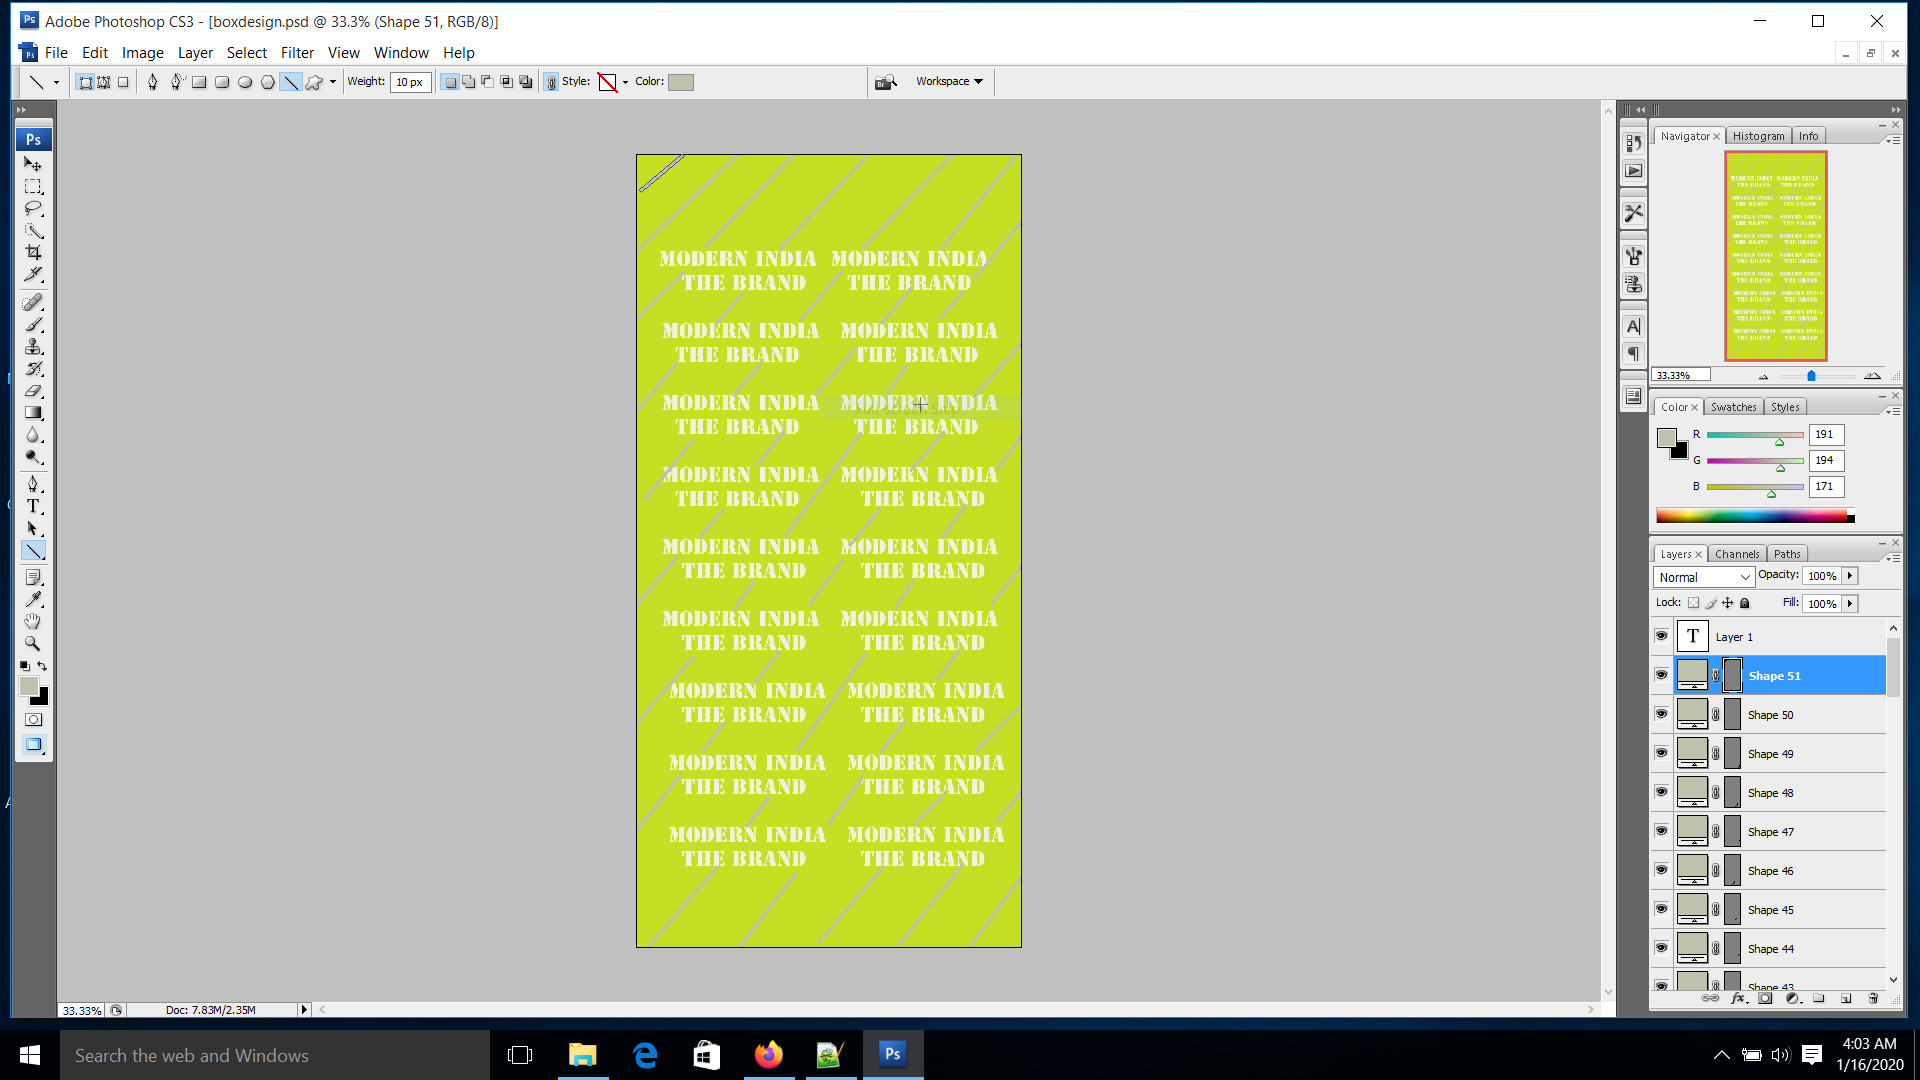 Adobe Photoshop CS3 - [boxdesign.psd @ 33.3% (Shape 51, RGB/8)]
File Edit Image Layer Select Filter View Window Help
Weight: 10 px Style: Color: Workspace
Ps
Navigator Histogram Info
MODERN INDIA MODERN INDIA
THE BRAND THE BRAND
MODERN INDIA MODERN INDIA
THE BRAND THE BRAND
MODERN INDIA MODERN INDIA
THE BRAND THE BRAND
MODERN INDIA MODERN INDIA
THE BRAND THE BRAND
MODERN INDIA MODERN INDIA
THE BRAND THE BRAND
MODERN INDIA MODERN INDIA
THE BRAND THE BRAND
MODERN INDIA MODERN INDIA
THE BRAND THE BRAND
MODERN INDIA MODERN INDIA
THE BRAND THE BRAND
MODERN INDIA MODERN INDIA
THE BRAND THE BRAND
33.33%
Color Swatches Styles
R 191
G 194
B 171
Layers Channels Paths
Normal Opacity: 100%
Lock: Fill: 100%
T Layer 1
Shape 51
Shape 50
Shape 49
Shape 48
Shape 47
Shape 46
Shape 45
Shape 44
Shape 43
33.33% Doc: 7.83M/2.35M
Search the web and Windows
Ps
4:03 AM
1/16/2020